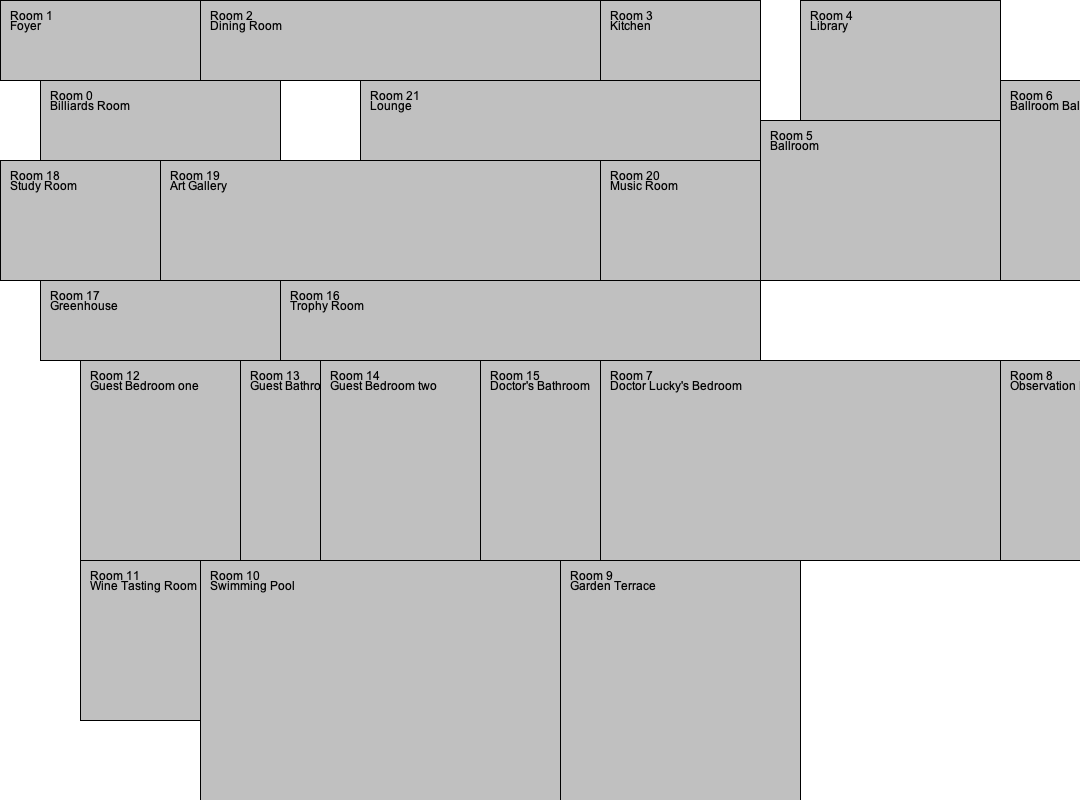 Room 1
Foyer
Room 2
Dining Room
Room 3
Kitchen
Room 4
Library
Room 0
Billiards Room
Room 21
Lounge
Room 6
Ballroom Bal
Room 5
Ballroom
Room 18
Study Room
Room 19
Art Gallery
Room 20
Music Room
Room 17
Greenhouse
Room 16
Trophy Room
Room 12
Guest Bedroom one
Room 13
Guest Bathro
Room 14
Guest Bedroom two
Room 15
Doctor's Bathroom
Room 7
Doctor Lucky's Bedroom
Room 8
Observation
Room 11
Wine Tasting Room
Room 10
Swimming Pool
Room 9
Garden Terrace